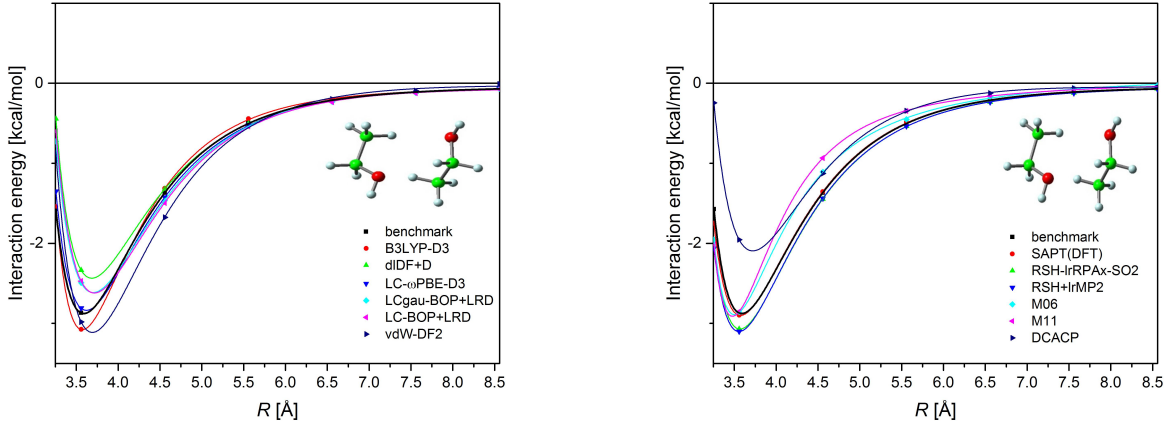 0
-2
3.5 4.0 4.5 5.0 5.5 6.0 6.5 7.0 7.5 8.0 8.5
Interaction energy [kcal/mol]
R [Å]
benchmark
B3LYP-D3
dlDF+D
LC-ωPBE-D3
LCgau-BOP+LRD
LC-BOP+LRD
vdW-DF2
0
-2
3.5 4.0 4.5 5.0 5.5 6.0 6.5 7.0 7.5 8.0 8.5
Interaction energy [kcal/mol]
R [Å]
benchmark
SAPT(DFT)
RSH-lrRPAx-SO2
RSH+lrMP2
M06
M11
DCACP